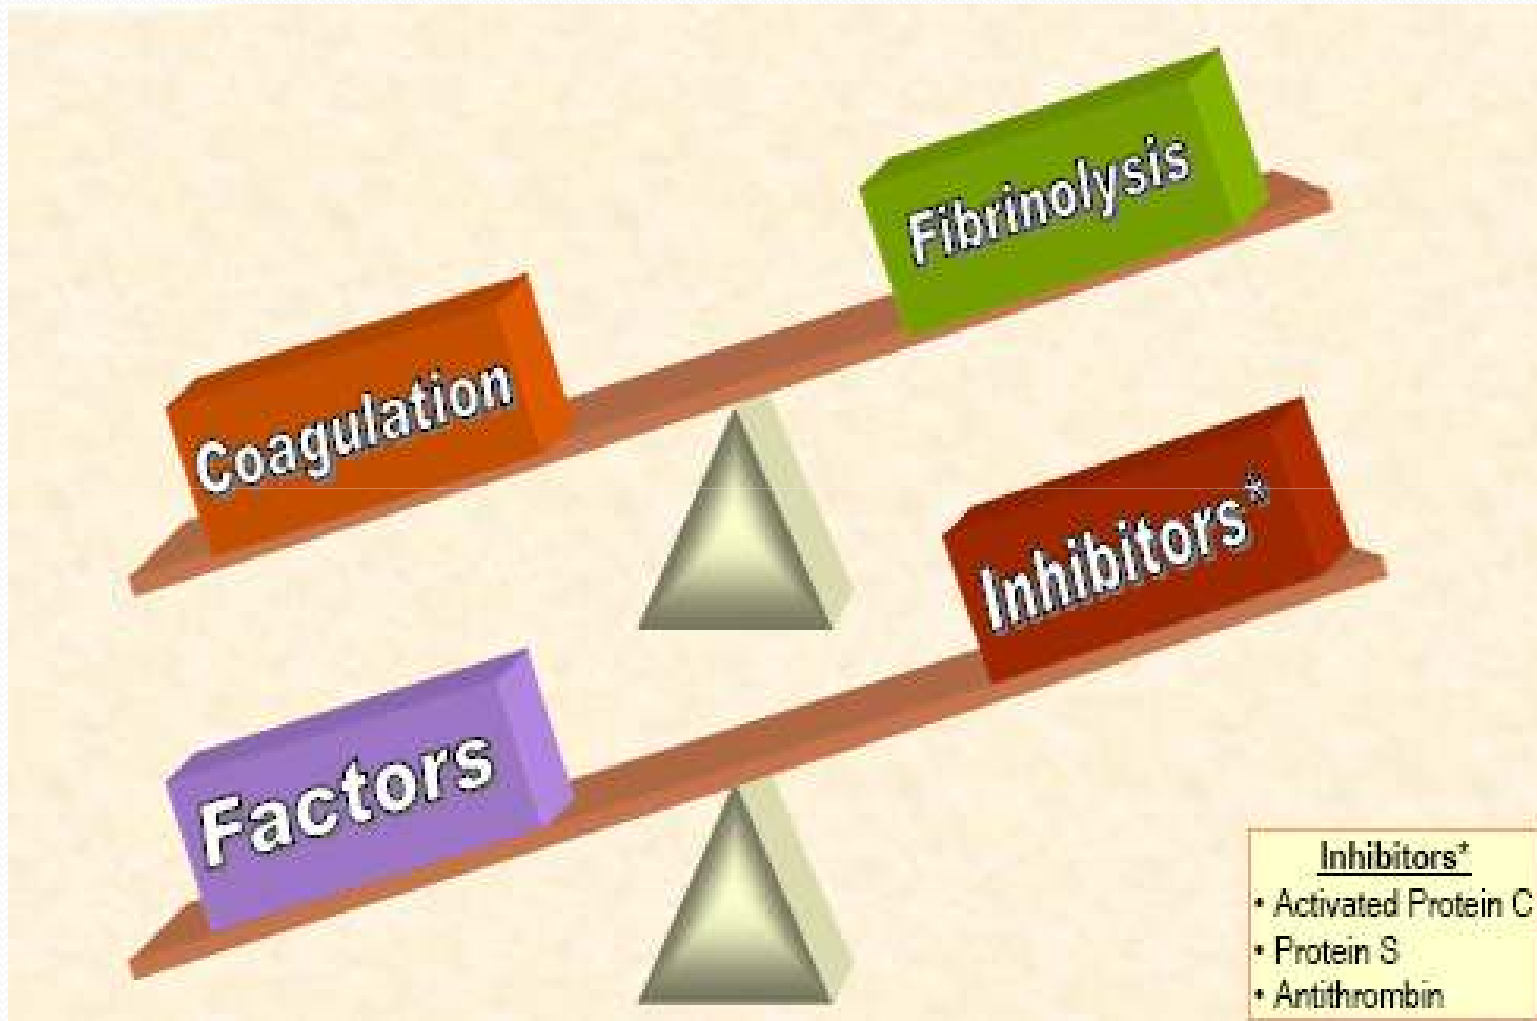 Fibrinolysis
Coagulation
Inhibitors*
Factors
Inhibitors*
• Activated Protein C
• Protein S
• Antithrombin